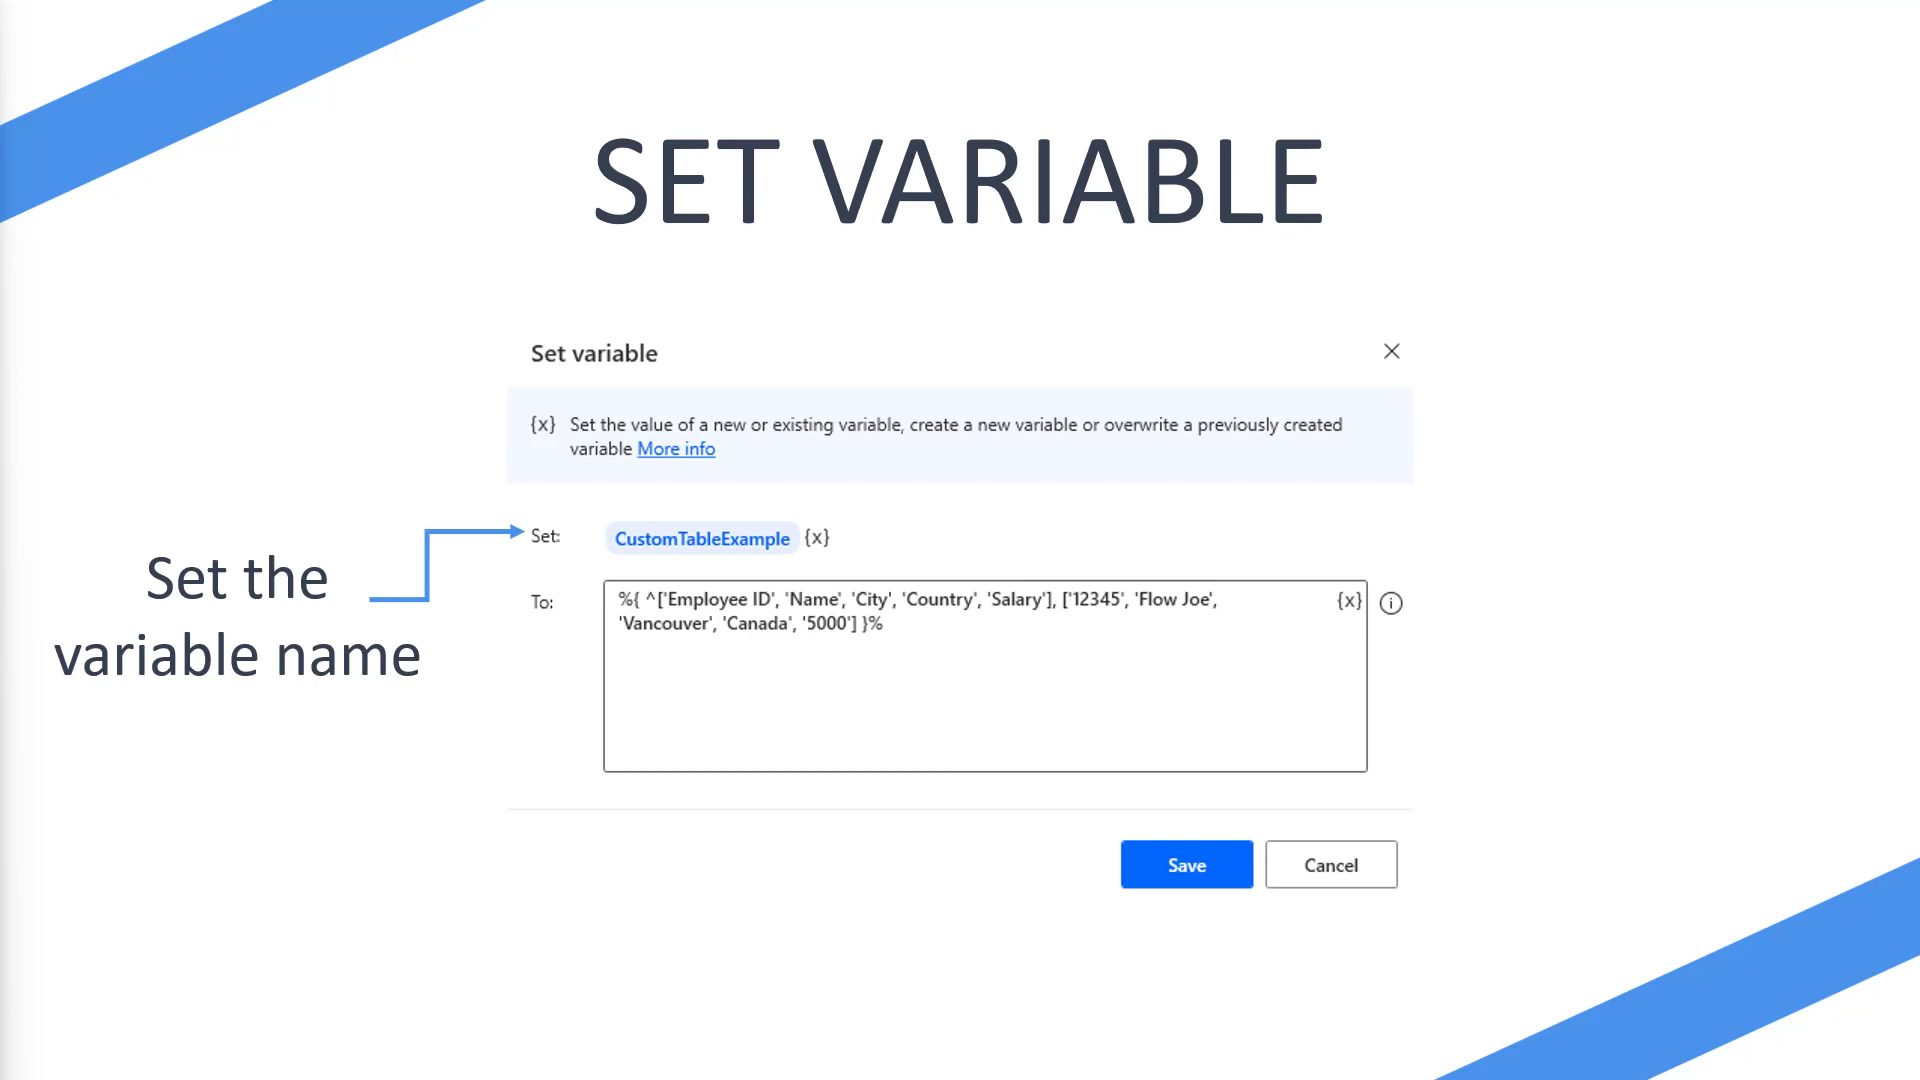 SET VARIABLE
Set variable
{x} Set the value of a new or existing variable, create a new variable or overwrite a previously created
variable More info
Set the
variable name
Set: CustomTableExample {x}
To: %{ ^['Employee ID', 'Name', 'City', 'Country', 'Salary'], ['12345', 'Flow Joe', {x}
'Vancouver', 'Canada', '5000'] }%
Save Cancel